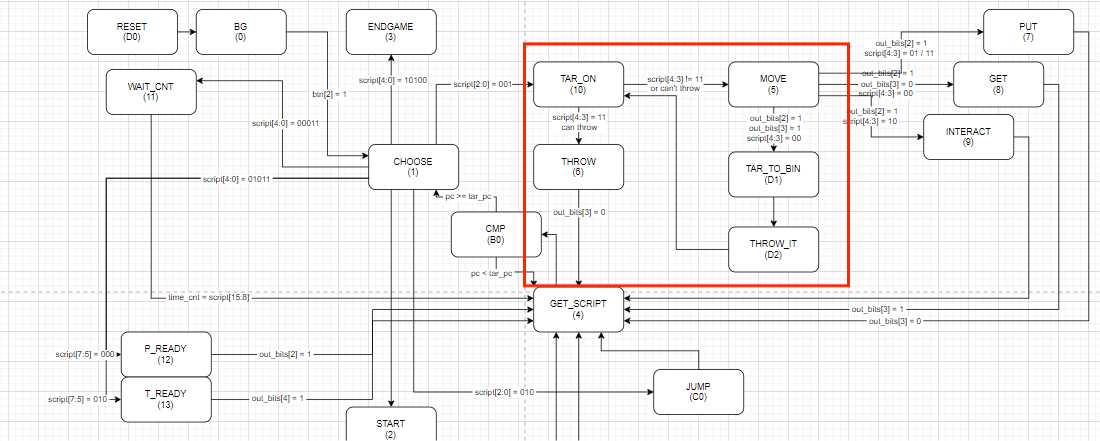 RESET
(D0)
BG
(0)
ENDGAME
(3)
PUT
(7)
out_bits[2] = 1
script[4:3] = 01 / 11
WAIT_CNT
(11)
script[4:0] = 10100
script[2:0] = 001
TAR_ON
(10)
script[4:3] != 11
or can't throw
MOVE
(5)
out_bits[2] = 1
out_bits[3] = 0
script[4:3] = 00
GET
(8)
btn[2] = 1
script[4:0] = 00011
script[4:3] = 11
can throw
out_bits[2] = 1
out_bits[3] = 1
script[4:3] = 00
out_bits[2] = 1
script[4:3] = 10
INTERACT
(9)
CHOOSE
(1)
THROW
(6)
TAR_TO_BIN
(D1)
script[4:0] = 01011
pc >= tar_pc
out_bits[3] = 0
CMP
(B0)
THROW_IT
(D2)
pc < tar_pc
time_cnt = script[15:8]
GET_SCRIPT
(4)
out_bits[3] = 1
out_bits[3] = 0
script[7:5] = 000
P_READY
(12)
out_bits[2] = 1
script[7:5] = 010
T_READY
(13)
out_bits[4] = 1
script[2:0] = 010
JUMP
(C0)
START
(2)